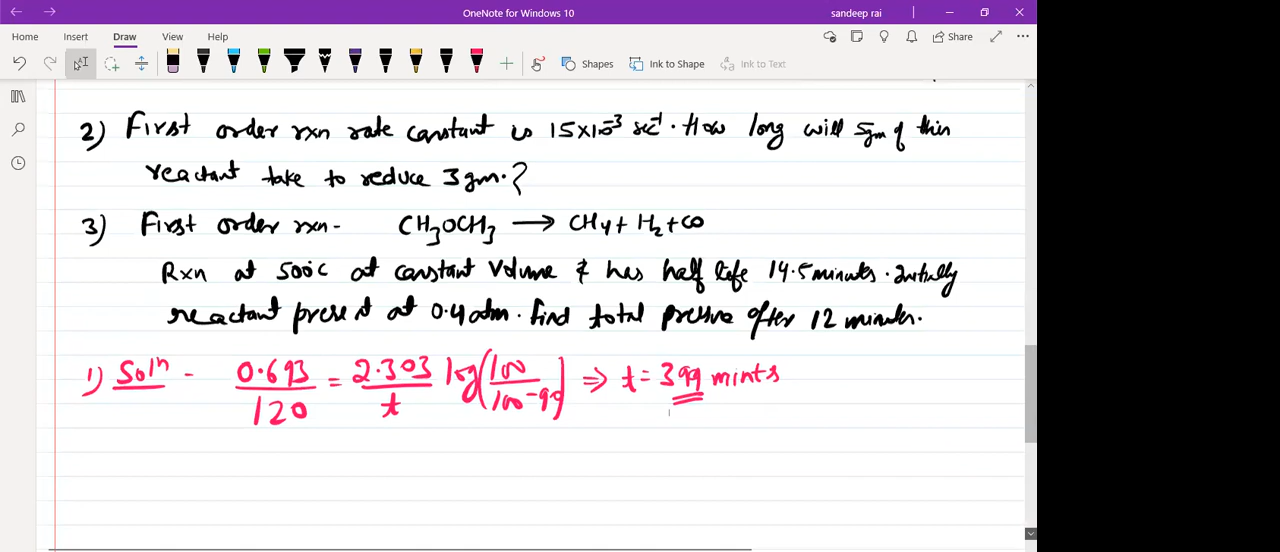 OneNote for Windows 10
sandeep rai
Home Insert Draw View Help Share
Shapes Ink to Shape Ink to Text
2) First order rxn rate constant is 15×10⁻³ sec⁻¹. How long will 5gm of this
reactant take to reduce 3 gm.?
3) First order rxn- CH₃OCH₃ → CH4 + H₂ + CO
Rxn at 500°C at constant volume & has half life 14.5 minutes. Initially
reactant present at 0.4 atm. find total pressure after 12 minutes.
1) Soln - 0.693/120 = 2.303/t log(100/100-90) ⇒ t = 399 mints